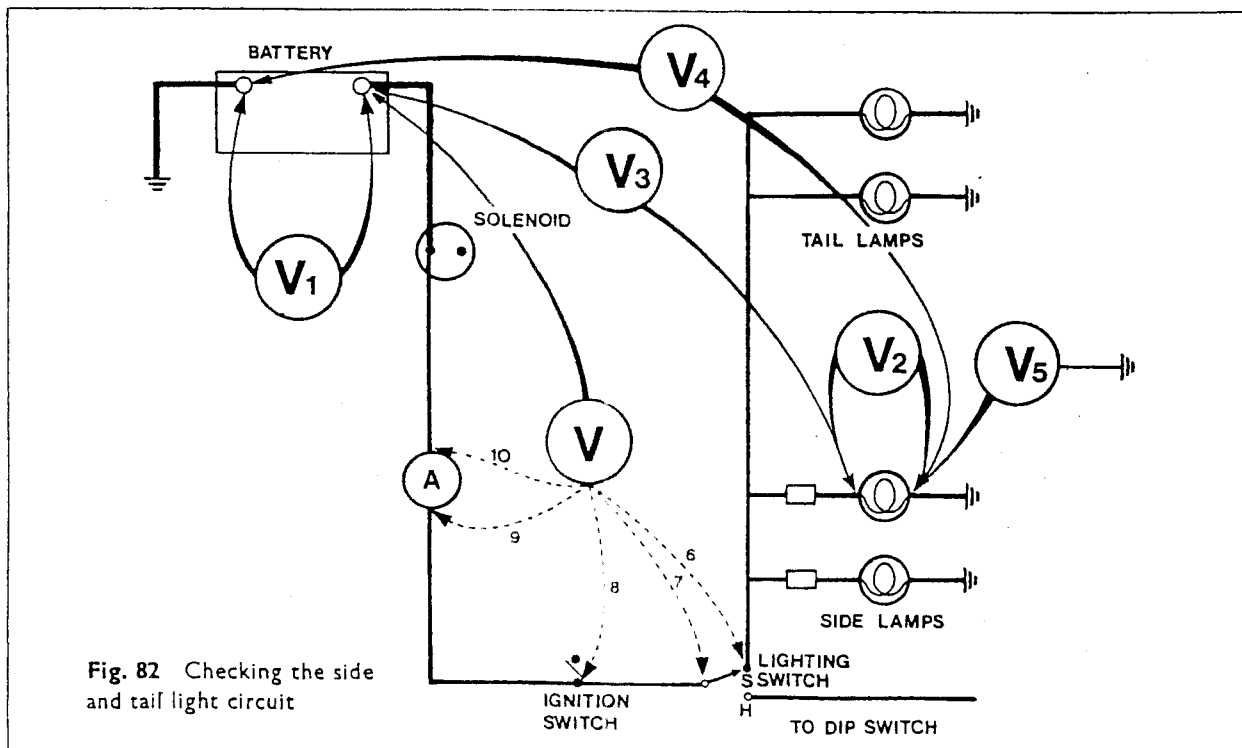 BATTERY
V4
V3
SOLENOID
TAIL LAMPS
V1
V2
V5
V
A
10
9
8
7
6
SIDE LAMPS
Fig. 82 Checking the side
and tail light circuit
IGNITION
SWITCH
S
LIGHTING
SWITCH
H
TO DIP SWITCH